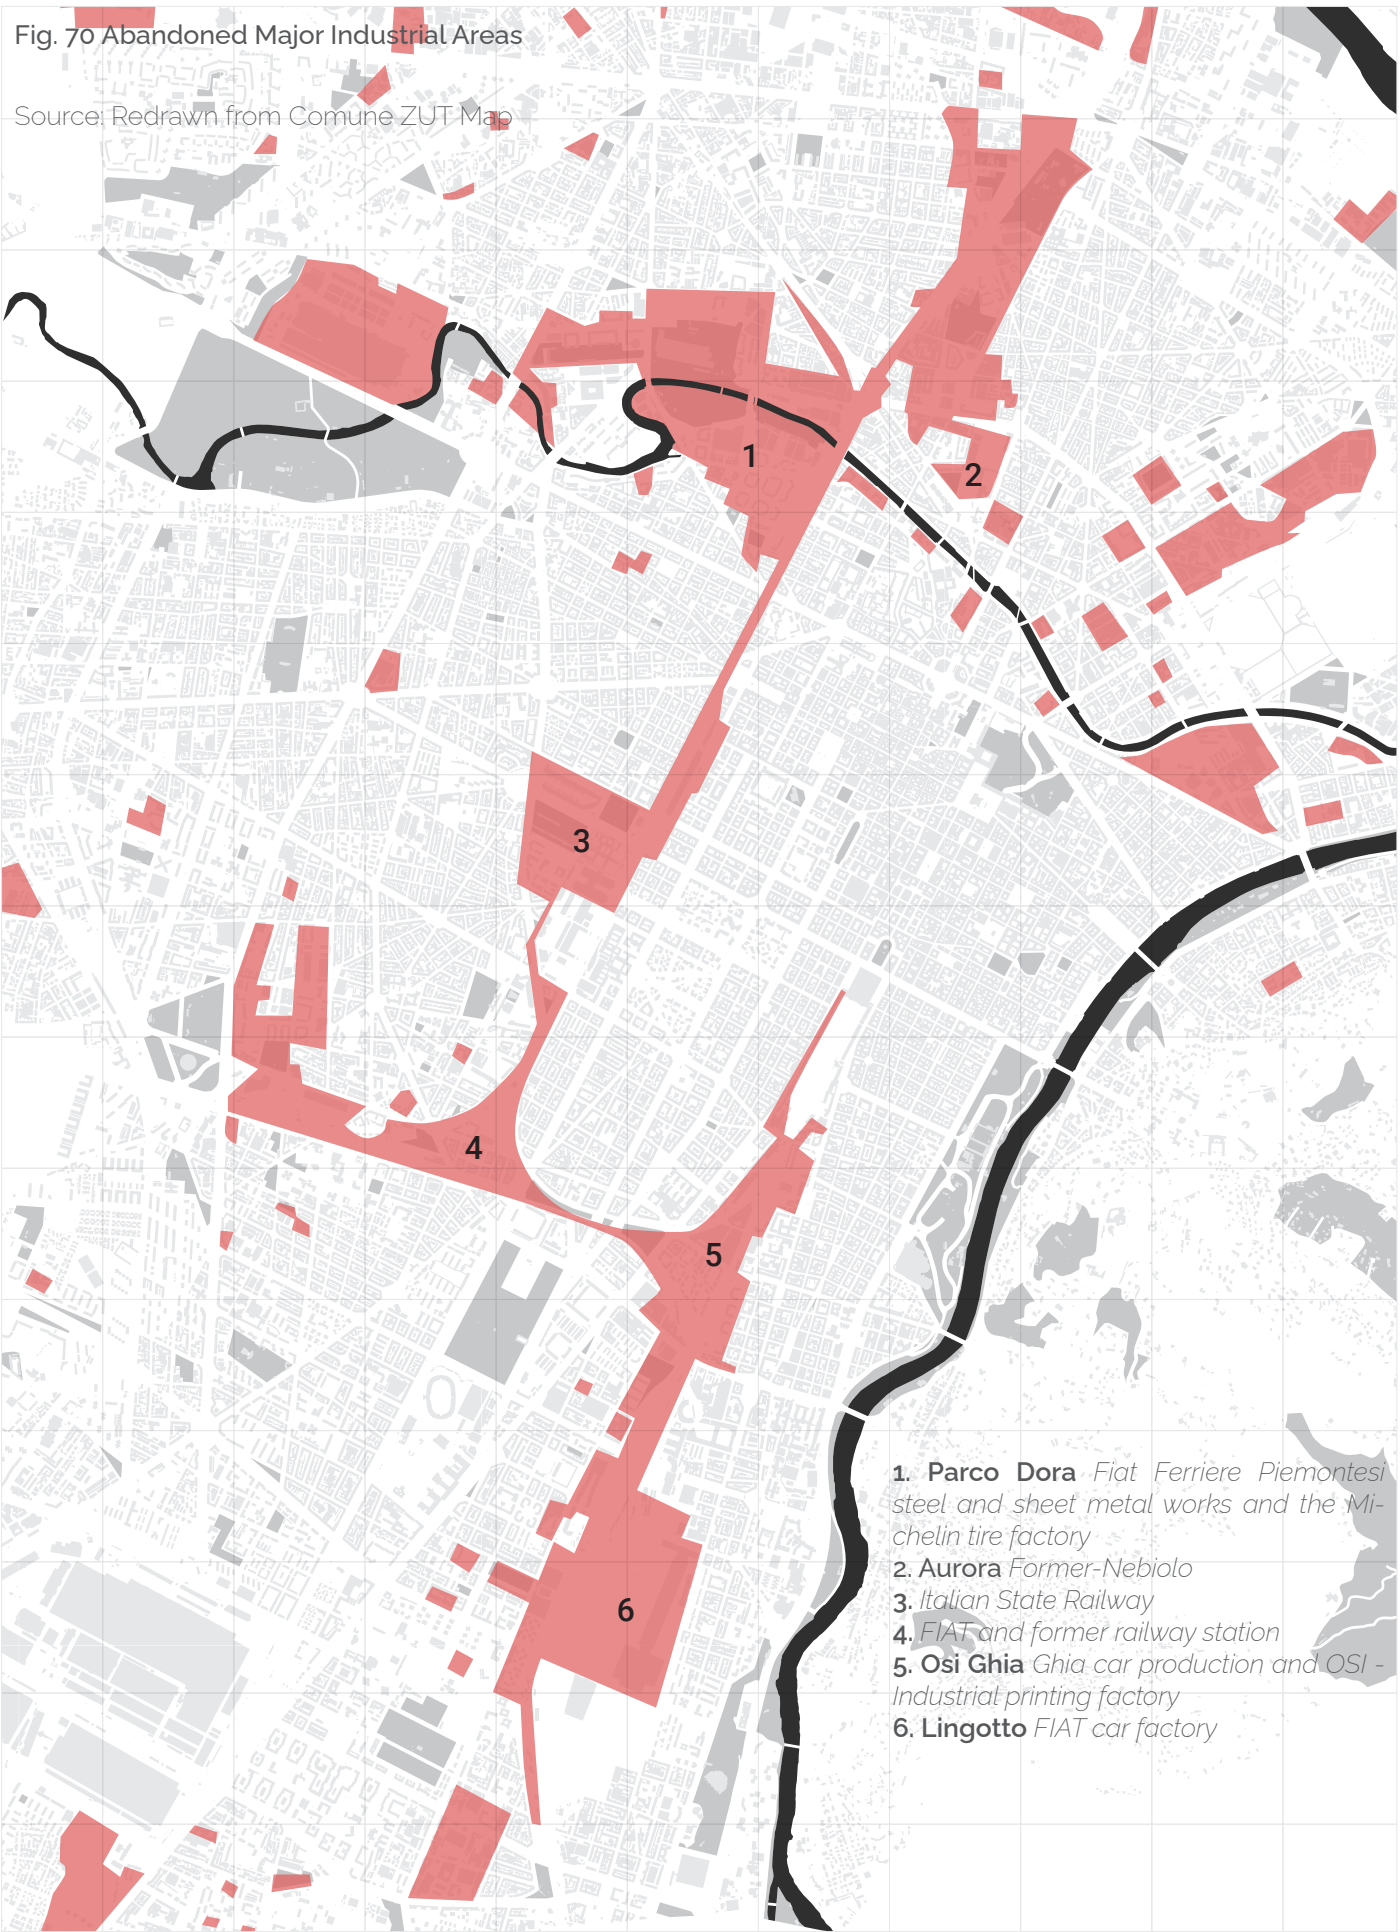 Fig. 70 Abandoned Major Industrial Areas
Source: Redrawn from Comune ZUT Map
1
2
3
4
5
6
1. Parco Dora Fiat Ferriere Piemontesi
steel and sheet metal works and the Mi-
chelin tire factory
2. Aurora Former-Nebiolo
3. Italian State Railway
4. FIAT and former railway station
5. Osi Ghia Ghia car production and OSI -
Industrial printing factory
6. Lingotto FIAT car factory